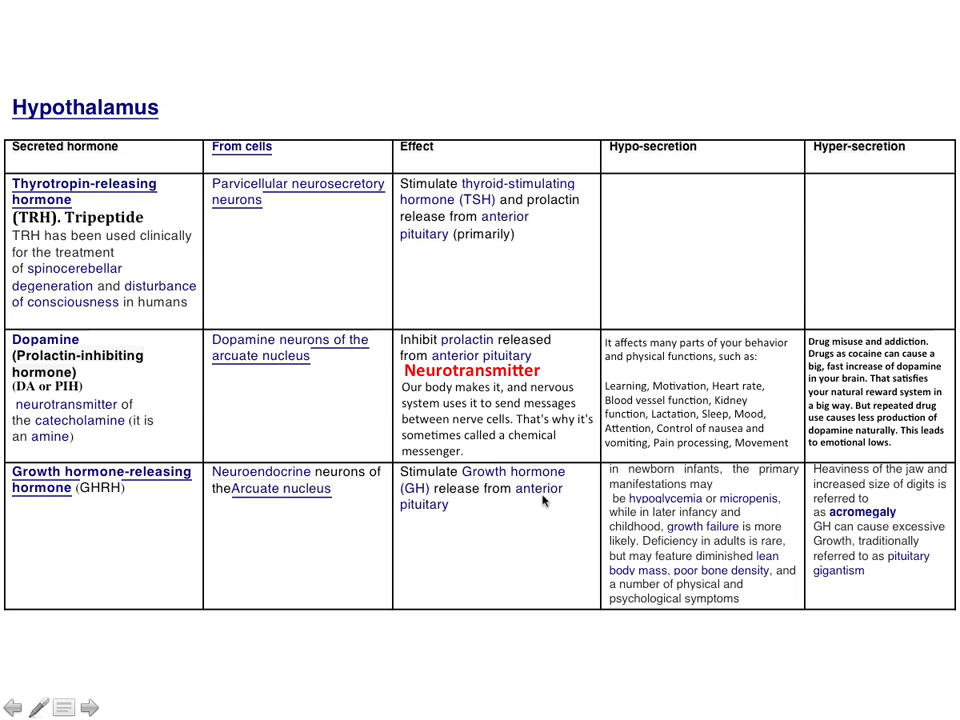 Hypothalamus
Secreted hormone
From cells
Effect
Hypo-secretion
Hyper-secretion
Thyrotropin-releasing
hormone
(TRH). Tripeptide
TRH has been used clinically
for the treatment
of spinocerebellar
degeneration and disturbance
of consciousness in humans
Parvicellular neurosecretory
neurons
Stimulate thyroid-stimulating
hormone (TSH) and prolactin
release from anterior
pituitary (primarily)
Dopamine
(Prolactin-inhibiting
hormone)
(DA or PIH)
neurotransmitter of
the catecholamine (it is
an amine)
Dopamine neurons of the
arcuate nucleus
Inhibit prolactin released
from anterior pituitary
Neurotransmitter
Our body makes it, and nervous
system uses it to send messages
between nerve cells. That's why it's
sometimes called a chemical
messenger.
It affects many parts of your behavior
and physical functions, such as:
Learning, Motivation, Heart rate,
Blood vessel function, Kidney
function, Lactation, Sleep, Mood,
Attention, Control of nausea and
vomiting, Pain processing, Movement
Drug misuse and addiction.
Drugs as cocaine can cause a
big, fast increase of dopamine
in your brain. That satisfies
your natural reward system in
a big way. But repeated drug
use causes less production of
dopamine naturally. This leads
to emotional lows.
Growth hormone-releasing
hormone (GHRH)
Neuroendocrine neurons of
theArcuate nucleus
Stimulate Growth hormone
(GH) release from anterior
pituitary
in newborn infants, the primary
manifestations may
be hypoglycemia or micropenis,
while in later infancy and
childhood, growth failure is more
likely. Deficiency in adults is rare,
but may feature diminished lean
body mass, poor bone density, and
a number of physical and
psychological symptoms
Heaviness of the jaw and
increased size of digits is
referred to
as acromegaly
GH can cause excessive
Growth, traditionally
referred to as pituitary
gigantism